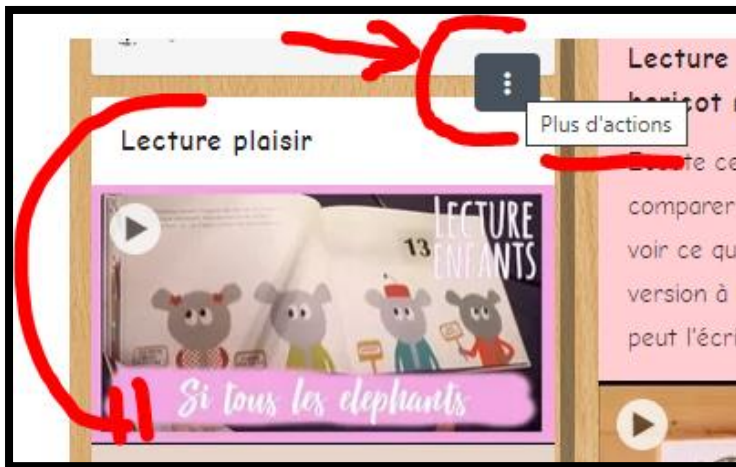 Lecture plaisir
LECTURE
ENFANTS
13
Si tous les elephants
Plus d'actions
Lecture
comparer
voir ce qu
version à
peut l'écri